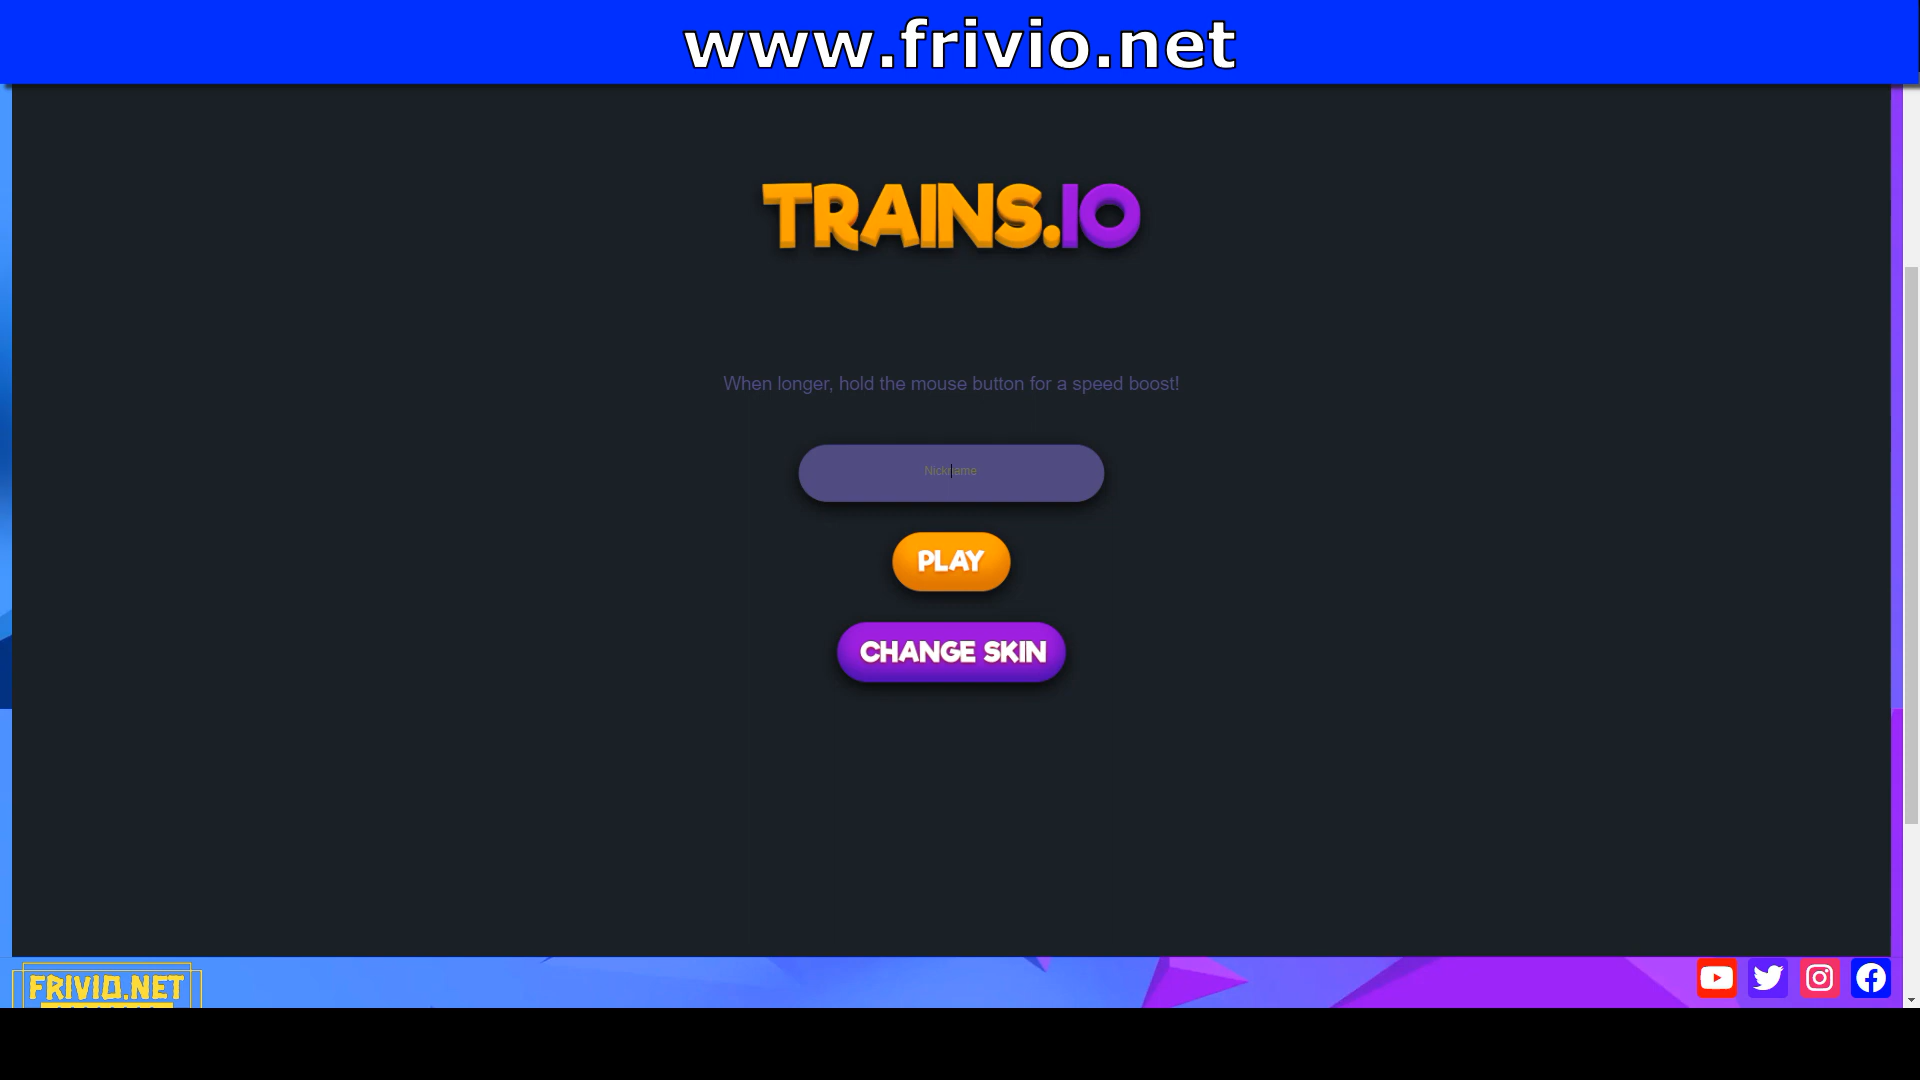 www.frivio.net
TRAINS.IO
When longer, hold the mouse button for a speed boost!
Nickname
PLAY
CHANGE SKIN
FRIVIO.NET